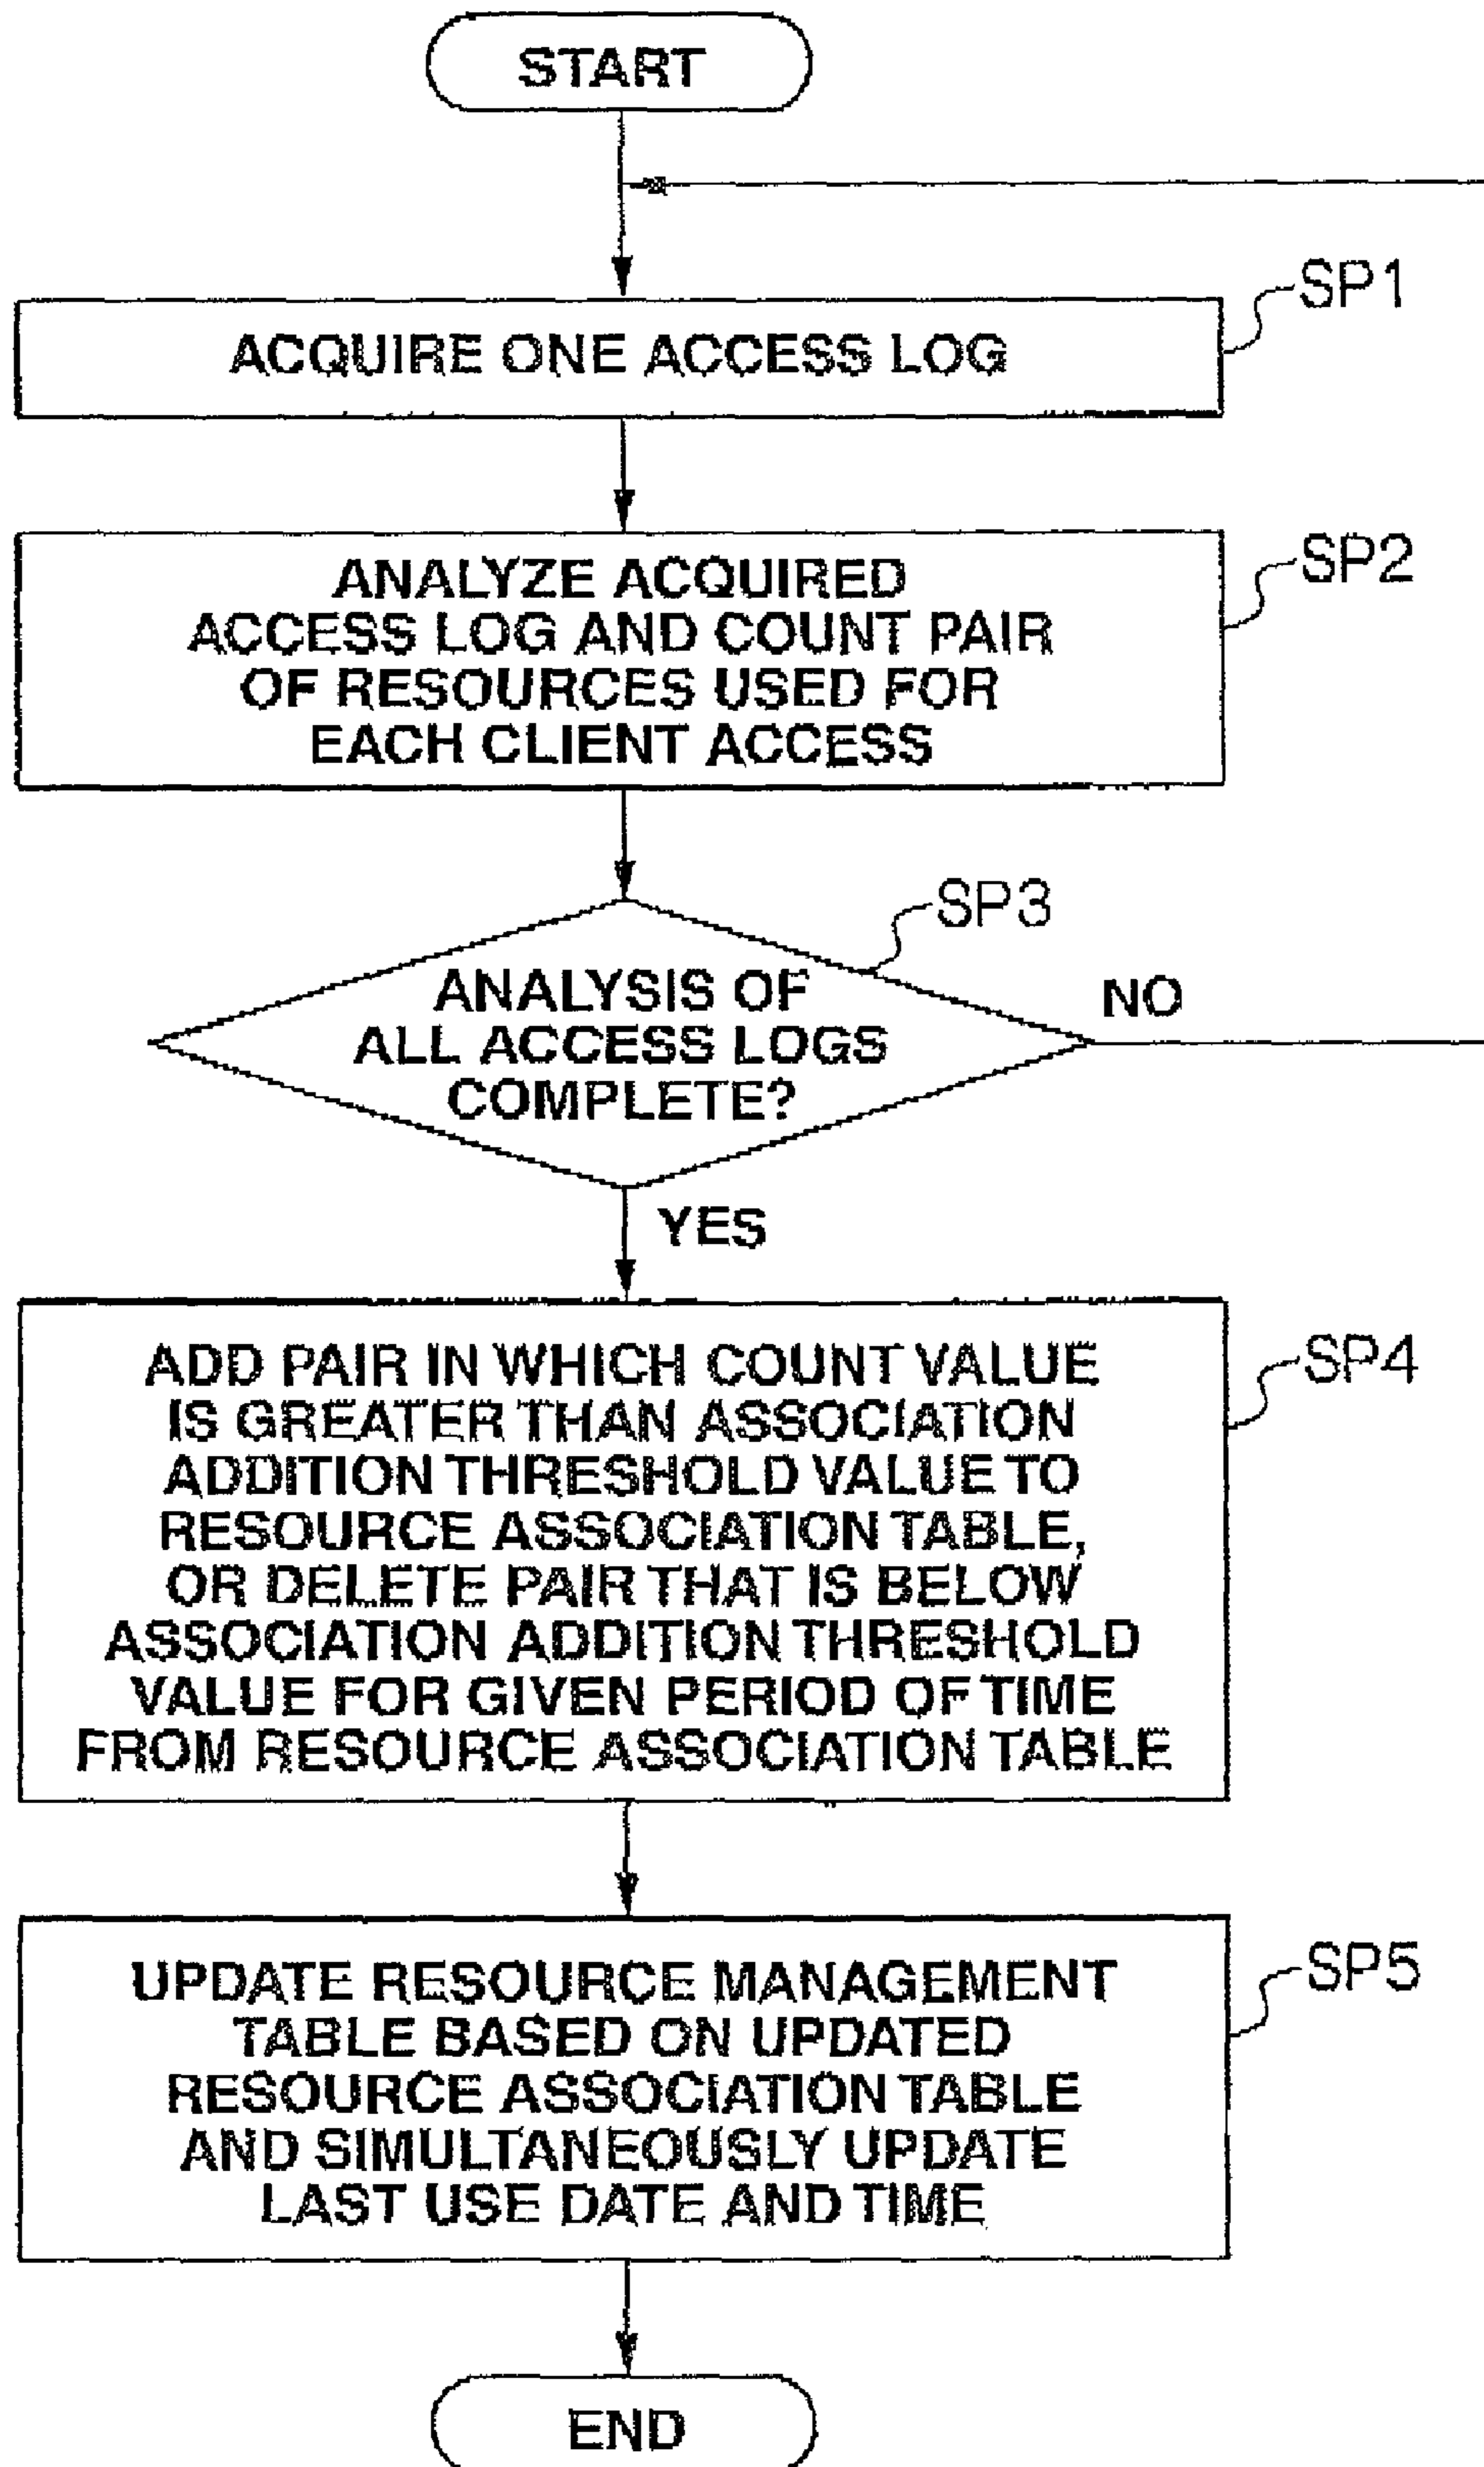 START
SP1
ACQUIRE ONE ACCESS LOG
SP2
ANALYZE ACQUIRED
ACCESS LOG AND COUNT PAIR
OF RESOURCES USED FOR
EACH CLIENT ACCESS
SP3
ANALYSIS OF
ALL ACCESS LOGS
COMPLETE?
NO
YES
SP4
ADD PAIR IN WHICH COUNT VALUE
IS GREATER THAN ASSOCIATION
ADDITION THRESHOLD VALUE TO
RESOURCE ASSOCIATION TABLE,
OR DELETE PAIR THAT IS BELOW
ASSOCIATION ADDITION THRESHOLD
VALUE FOR GIVEN PERIOD OF TIME
FROM RESOURCE ASSOCIATION TABLE
SP5
UPDATE RESOURCE MANAGEMENT
TABLE BASED ON UPDATED
RESOURCE ASSOCIATION TABLE
AND SIMULTANEOUSLY UPDATE
LAST USE DATE AND TIME
END